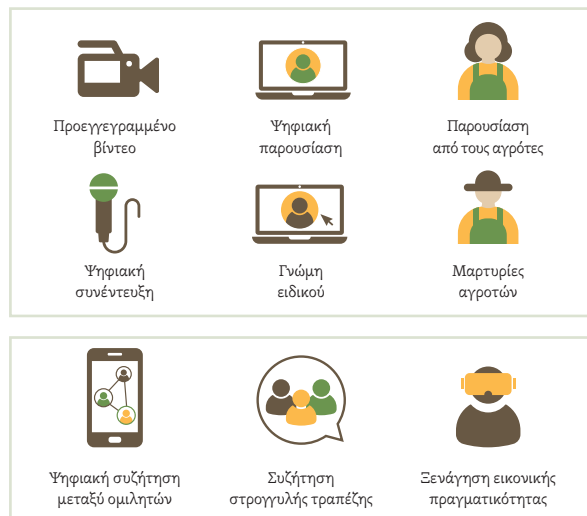 Προεγγεγραμμένο
βίντεο
Ψηφιακή
παρουσίαση
Παρουσίαση
από τους αγρότες
Ψηφιακή
συνέντευξη
Γνώμη
ειδικού
Μαρτυρίες
αγροτών
Ψηφιακή συζήτηση
μεταξύ ομιλητών
Συζήτηση
στρογγυλής τραπέζης
Ξενάγηση εικονικής
πραγματικότητας